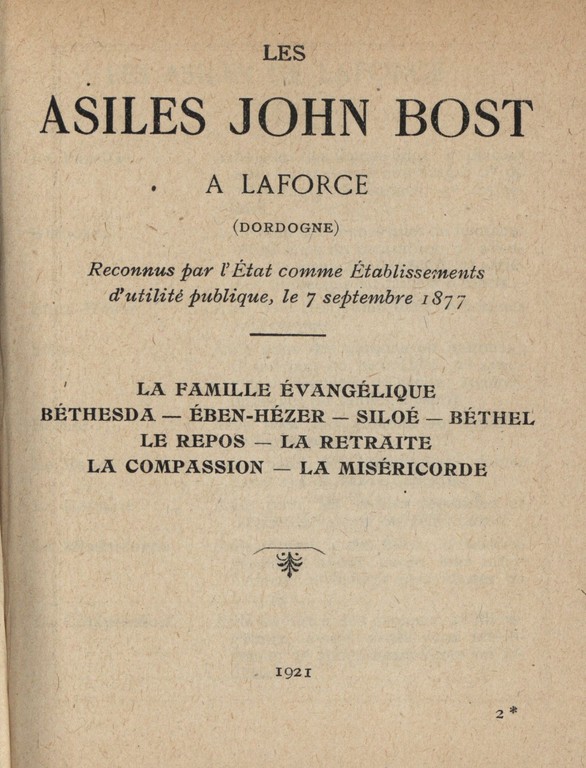 LES
ASILES JOHN BOST
A LAFORCE
(DORDOGNE)
Reconnus par l'État comme Établissements
d'utilité publique, le 7 septembre 1877
LA FAMILLE ÉVANGÉLIQUE
BÉTHESDA — ÉBEN-HÉZER — SILOÉ — BÉTHEL
LE REPOS — LA RETRAITE
LA COMPASSION — LA MISÉRICORDE
1921
2*